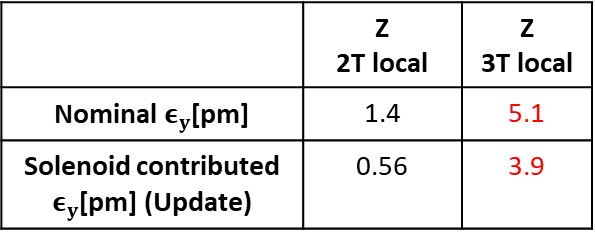 Z
2T local
Z
3T local
Nominal ϵy[pm]
1.4
5.1
Solenoid contributed
ϵy[pm] (Update)
0.56
3.9